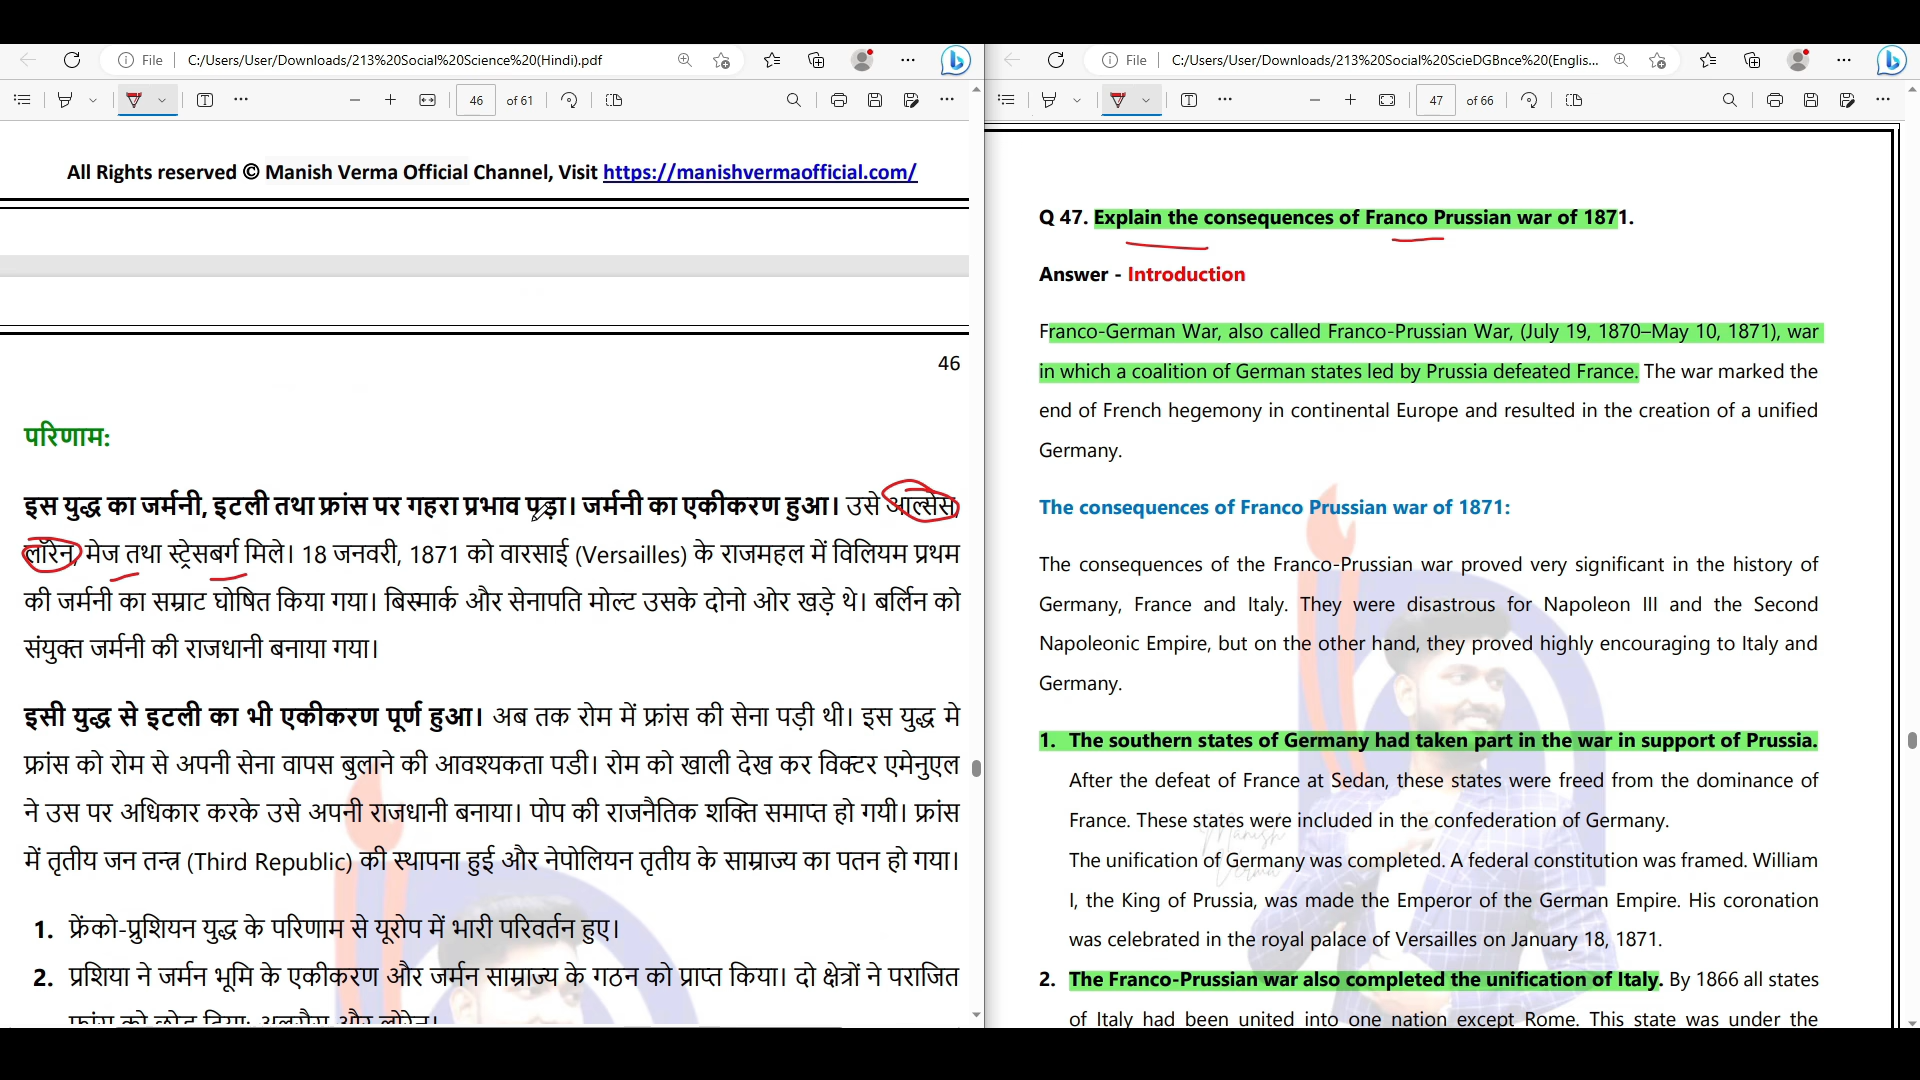 File
C:/Users/User/Downloads/213%20Social%20Science%20(Hindi).pdf
46 of 61
All Rights reserved © Manish Verma Official Channel, Visit https://manishvermaofficial.com/
46
परिणाम:
इस युद्ध का जर्मनी, इटली तथा फ्रांस पर गहरा प्रभाव पड़ा। जर्मनी का एकीकरण हुआ। उसे आल्सेस,
लॉरेन, मेज तथा स्ट्रेसबर्ग मिले। 18 जनवरी, 1871 को वारसाई (Versailles) के राजमहल में विलियम प्रथम
की जर्मनी का सम्राट घोषित किया गया। बिस्मार्क और सेनापति मोल्ट उसके दोनो ओर खड़े थे। बर्लिन को
संयुक्त जर्मनी की राजधानी बनाया गया।
इसी युद्ध से इटली का भी एकीकरण पूर्ण हुआ। अब तक रोम में फ्रांस की सेना पड़ी थी। इस युद्ध मे
फ्रांस को रोम से अपनी सेना वापस बुलाने की आवश्यकता पडी। रोम को खाली देख कर विक्टर एमेनुएल
ने उस पर अधिकार करके उसे अपनी राजधानी बनाया। पोप की राजनैतिक शक्ति समाप्त हो गयी। फ्रांस
में तृतीय जन तन्त्र (Third Republic) की स्थापना हुई और नेपोलियन तृतीय के साम्राज्य का पतन हो गया।
1. फ्रेंको-प्रुशियन युद्ध के परिणाम से यूरोप में भारी परिवर्तन हुए।
2. प्रशिया ने जर्मन भूमि के एकीकरण और जर्मन साम्राज्य के गठन को प्राप्त किया। दो क्षेत्रों ने पराजित
File
C:/Users/User/Downloads/213%20Social%20ScieDGBnce%20(Englis...
47 of 66
Q 47. Explain the consequences of Franco Prussian war of 1871.
Answer - Introduction
Franco-German War, also called Franco-Prussian War, (July 19, 1870–May 10, 1871), war
in which a coalition of German states led by Prussia defeated France. The war marked the
end of French hegemony in continental Europe and resulted in the creation of a unified
Germany.
The consequences of Franco Prussian war of 1871:
The consequences of the Franco-Prussian war proved very significant in the history of
Germany, France and Italy. They were disastrous for Napoleon III and the Second
Napoleonic Empire, but on the other hand, they proved highly encouraging to Italy and
Germany.
1. The southern states of Germany had taken part in the war in support of Prussia.
After the defeat of France at Sedan, these states were freed from the dominance of
France. These states were included in the confederation of Germany.
The unification of Germany was completed. A federal constitution was framed. William
I, the King of Prussia, was made the Emperor of the German Empire. His coronation
was celebrated in the royal palace of Versailles on January 18, 1871.
2. The Franco-Prussian war also completed the unification of Italy. By 1866 all states
of Italy had been united into one nation except Rome. This state was under the
Manish
Verma